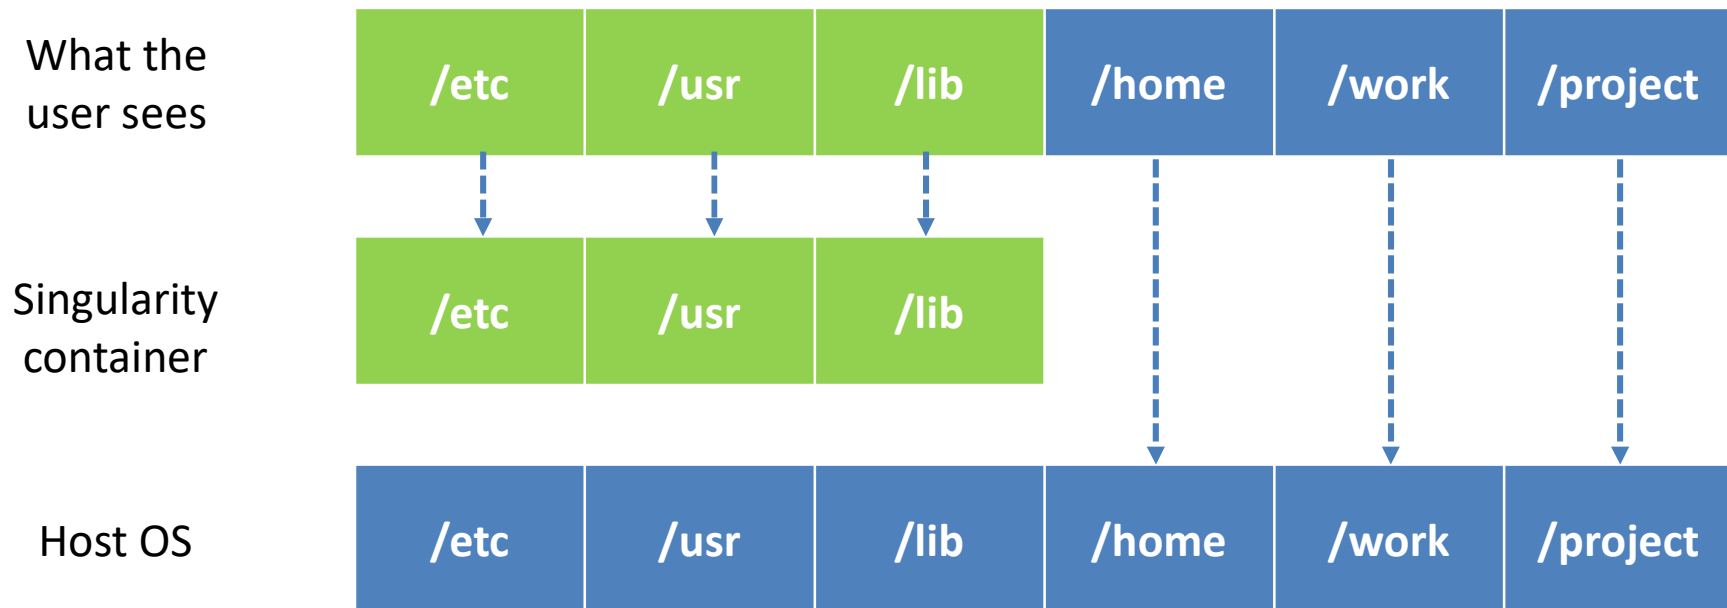 What the
user sees
/etc /usr /lib /home /work /project
Singularity
container
/etc /usr /lib
Host OS
/etc /usr /lib /home /work /project